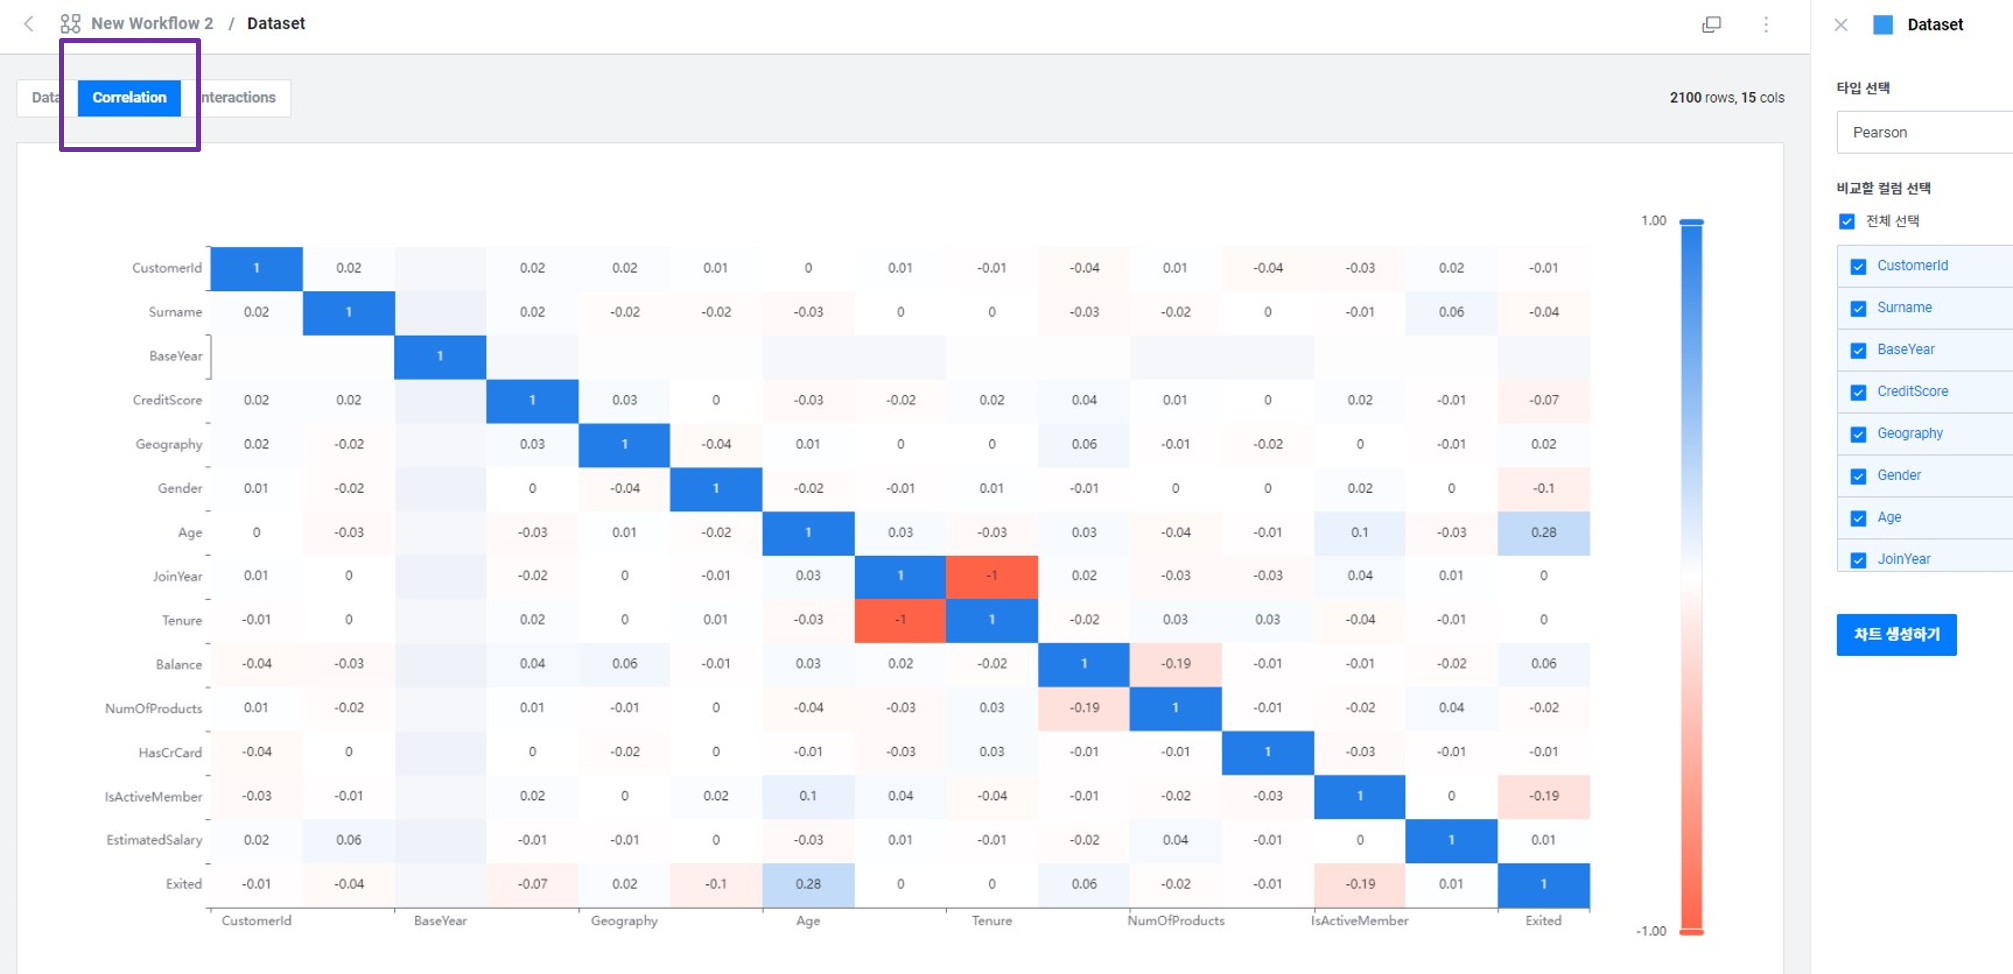 New Workflow 2 / Dataset
Dataset
Data Correlation nteractions
2100 rows, 15 cols
타입 선택
Pearson
비교할 컬럼 선택
전체 선택
CustomerId
Surname
BaseYear
CreditScore
Geography
Gender
Age
JoinYear
차트 생성하기
1.00
-1.00
CustomerId 1 0.02 0.02 0.02 0.01 0 0.01 -0.01 -0.04 0.01 -0.04 -0.03 0.02 -0.01
Surname 0.02 1 0.02 -0.02 -0.02 -0.03 0 0 -0.03 -0.02 0 -0.01 0.06 -0.04
BaseYear 1
CreditScore 0.02 0.02 1 0.03 0 -0.03 -0.02 0.02 0.04 0.01 0 0.02 -0.01 -0.07
Geography 0.02 -0.02 0.03 1 -0.04 0.01 0 0 0.06 -0.01 -0.02 0 -0.01 0.02
Gender 0.01 -0.02 0 -0.04 1 -0.02 -0.01 0.01 -0.01 0 0 0.02 0 -0.1
Age 0 -0.03 -0.03 0.01 -0.02 1 0.03 -0.03 0.03 -0.04 -0.01 0.1 -0.03 0.28
JoinYear 0.01 0 -0.02 0 -0.01 0.03 1 -1 0.02 -0.03 -0.03 0.04 0.01 0
Tenure -0.01 0 0.02 0 0.01 -0.03 -1 1 -0.02 0.03 0.03 -0.04 -0.01 0
Balance -0.04 -0.03 0.04 0.06 -0.01 0.03 0.02 -0.02 1 -0.19 -0.01 -0.01 -0.02 0.06
NumOfProducts 0.01 -0.02 0.01 -0.01 0 -0.04 -0.03 0.03 -0.19 1 -0.01 -0.02 0.04 -0.02
HasCrCard -0.04 0 0 -0.02 0 -0.01 -0.03 0.03 -0.01 -0.01 1 -0.03 -0.01 -0.01
IsActiveMember -0.03 -0.01 0.02 0 0.02 0.1 0.04 -0.04 -0.01 -0.02 -0.03 1 0 -0.19
EstimatedSalary 0.02 0.06 -0.01 -0.01 0 -0.03 0.01 -0.01 -0.02 0.04 -0.01 0 1 0.01
Exited -0.01 -0.04 -0.07 0.02 -0.1 0.28 0 0 0.06 -0.02 -0.01 -0.19 0.01 1
CustomerId BaseYear Geography Age Tenure NumOfProducts IsActiveMember Exited